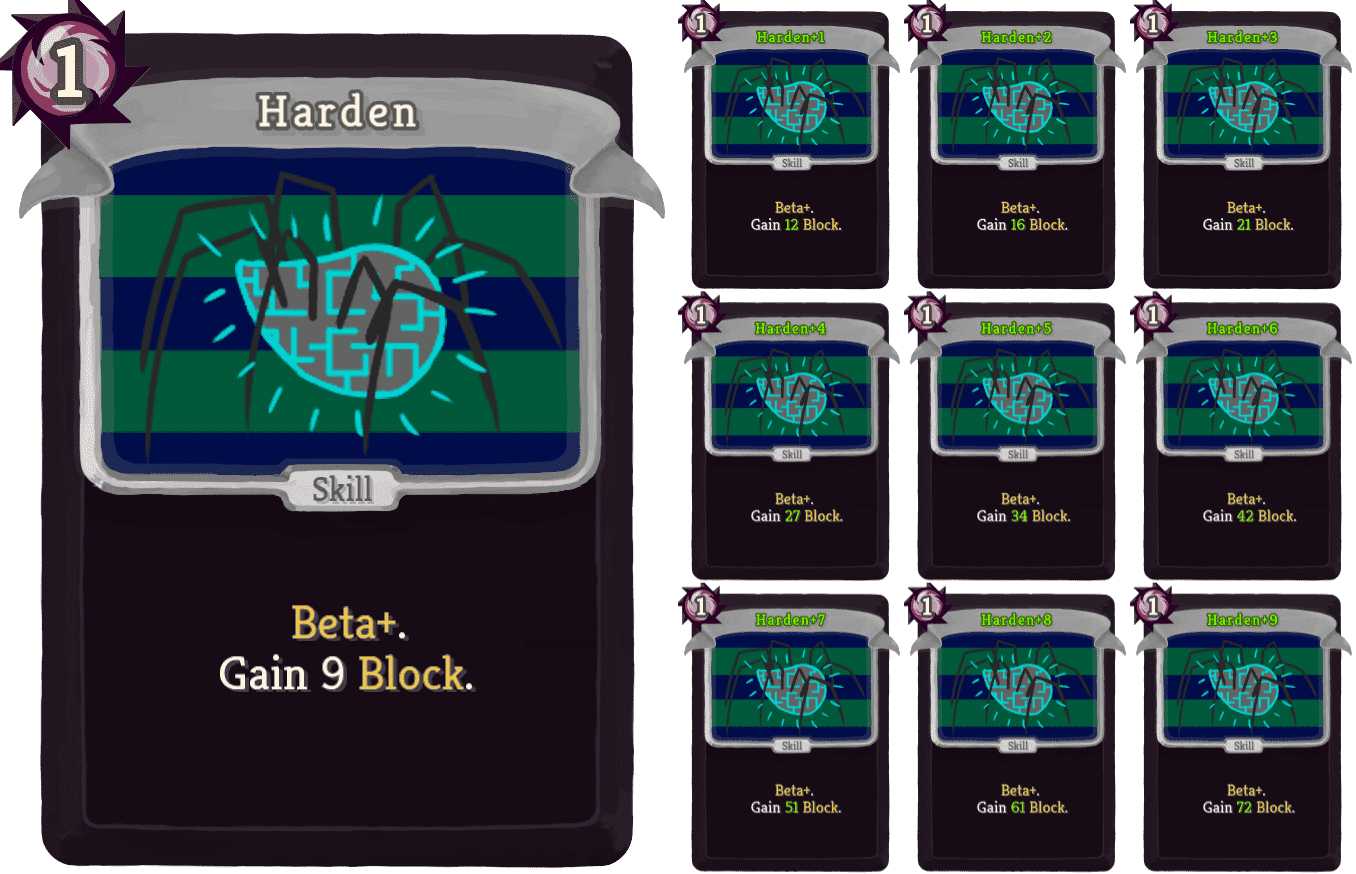 1
Harden
Skill
Beta+.
Gain 9 Block.
1
Harden+1
Skill
Beta+.
Gain 12 Block.
1
Harden+2
Skill
Beta+.
Gain 16 Block.
1
Harden+3
Skill
Beta+.
Gain 21 Block.
1
Harden+4
Skill
Beta+.
Gain 27 Block.
1
Harden+5
Skill
Beta+.
Gain 34 Block.
1
Harden+6
Skill
Beta+.
Gain 42 Block.
1
Harden+7
Skill
Beta+.
Gain 51 Block.
1
Harden+8
Skill
Beta+.
Gain 61 Block.
1
Harden+9
Skill
Beta+.
Gain 72 Block.